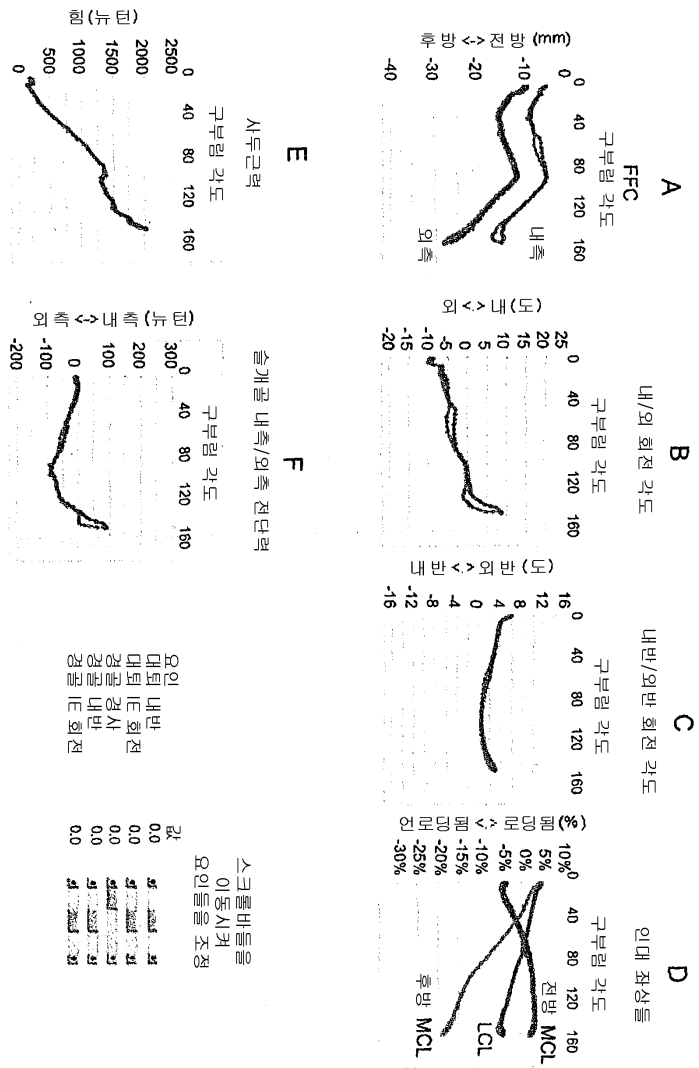 A
FFC
구부림 각도
0 40 80 120 160
후방 <-> 전방 (mm)
0
-10
-20
-30
-40
내측
외측
B
내/외 회전 각도
구부림 각도
0 40 80 120 160
외 <-> 내 (도)
25
20
15
10
5
0
-5
-10
-15
-20
C
내반/외반 회전 각도
구부림 각도
0 40 80 120 160
내반 <-> 외반 (도)
16
12
8
4
0
-4
-8
-12
-16
D
인대 좌상들
구부림 각도
0 40 80 120 160
언로딩됨 <-> 로딩됨(%)
10%
5%
0%
-5%
-10%
-15%
-20%
-25%
-30%
전방 MCL
LCL
후방 MCL
E
사두근력
구부림 각도
0 40 80 120 160
힘(뉴턴)
2500
2000
1500
1000
500
0
F
슬개골 내측/외측 전단력
구부림 각도
0 40 80 120 160
외측 <-> 내측 (뉴턴)
300
200
100
0
-100
-200
스크롤바들을
이동시켜
요인들을 조정
요인 값
대퇴 내반 0.0
대퇴 IE 회전 0.0
경골 경사 0.0
경골 내반 0.0
경골 IE 회전 0.0